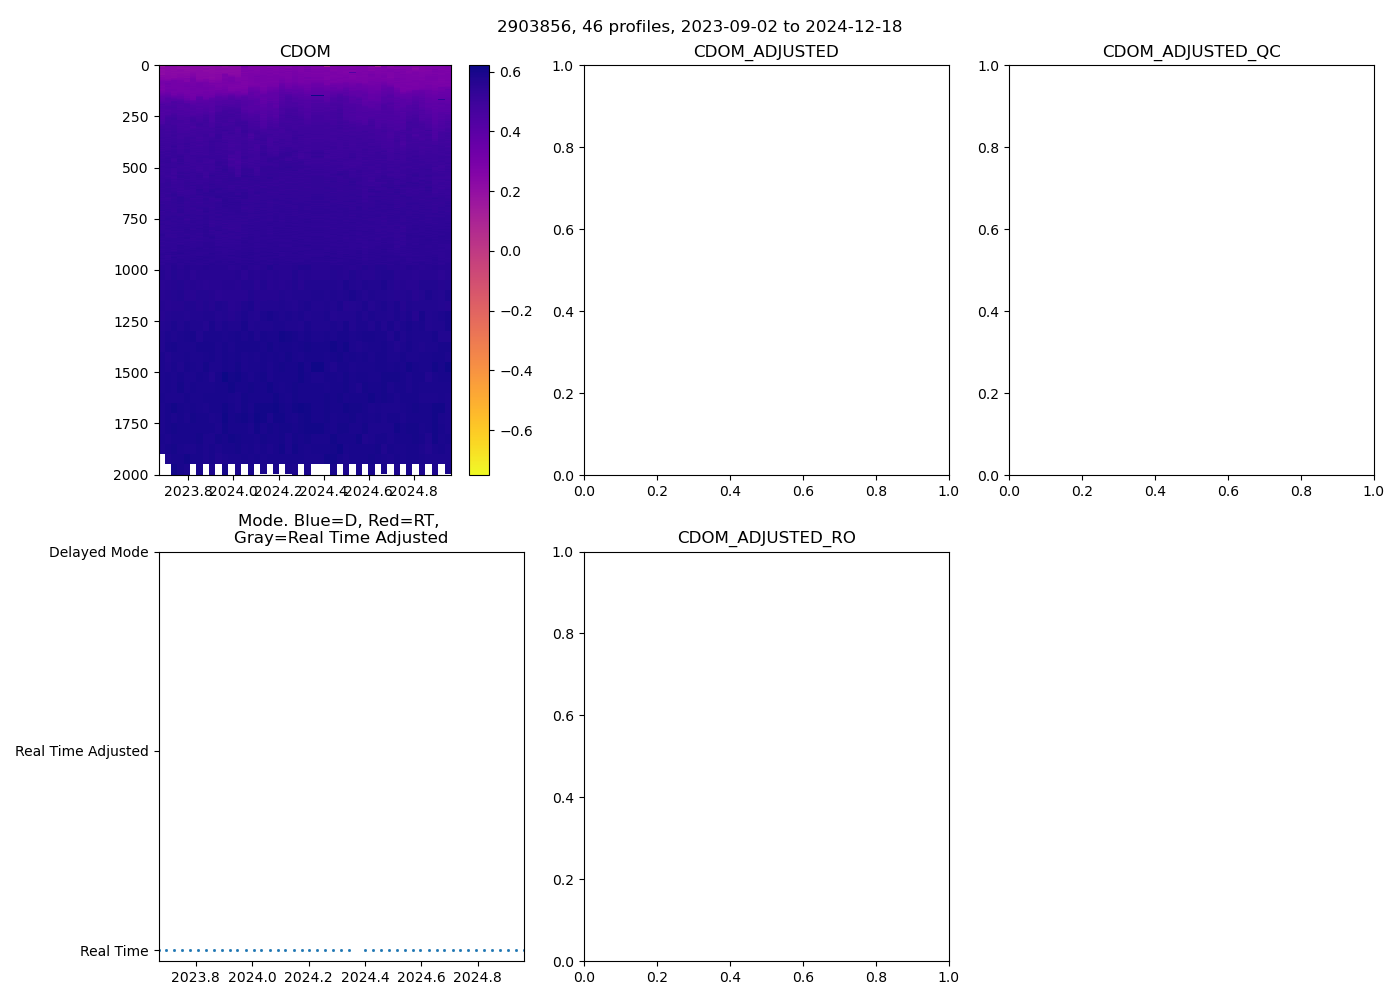 2903856, 46 profiles, 2023-09-02 to 2024-12-18
CDOM
0
250
500
750
1000
1250
1500
1750
2000
2023.8 2024.0 2024.2 2024.4 2024.6 2024.8
0.6
0.4
0.2
0.0
−0.2
−0.4
−0.6
CDOM_ADJUSTED
1.0
0.8
0.6
0.4
0.2
0.0
0.0 0.2 0.4 0.6 0.8 1.0
CDOM_ADJUSTED_QC
1.0
0.8
0.6
0.4
0.2
0.0
0.0 0.2 0.4 0.6 0.8 1.0
Mode. Blue=D, Red=RT,
Gray=Real Time Adjusted
Delayed Mode
Real Time Adjusted
Real Time
2023.8 2024.0 2024.2 2024.4 2024.6 2024.8
CDOM_ADJUSTED_RO
1.0
0.8
0.6
0.4
0.2
0.0
0.0 0.2 0.4 0.6 0.8 1.0